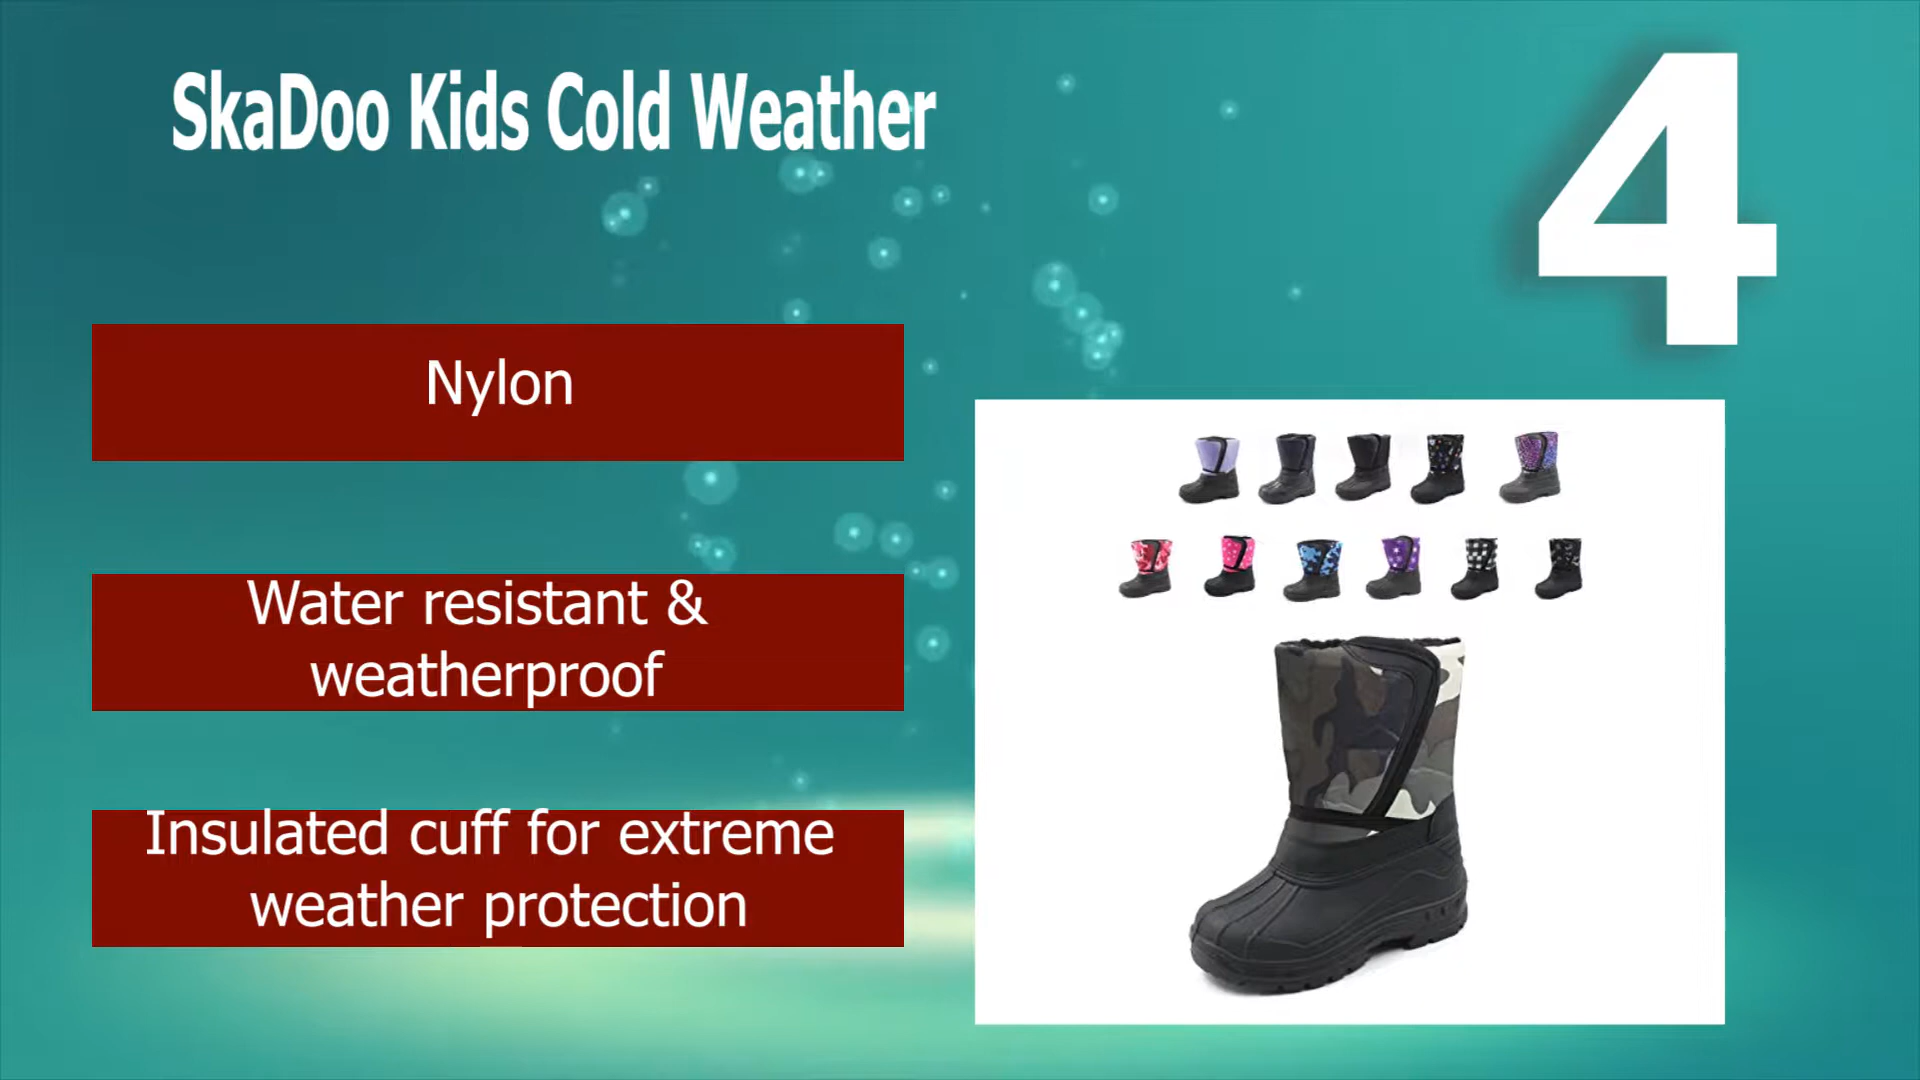 SkaDoo Kids Cold Weather
4
Nylon
Water resistant &
weatherproof
Insulated cuff for extreme
weather protection